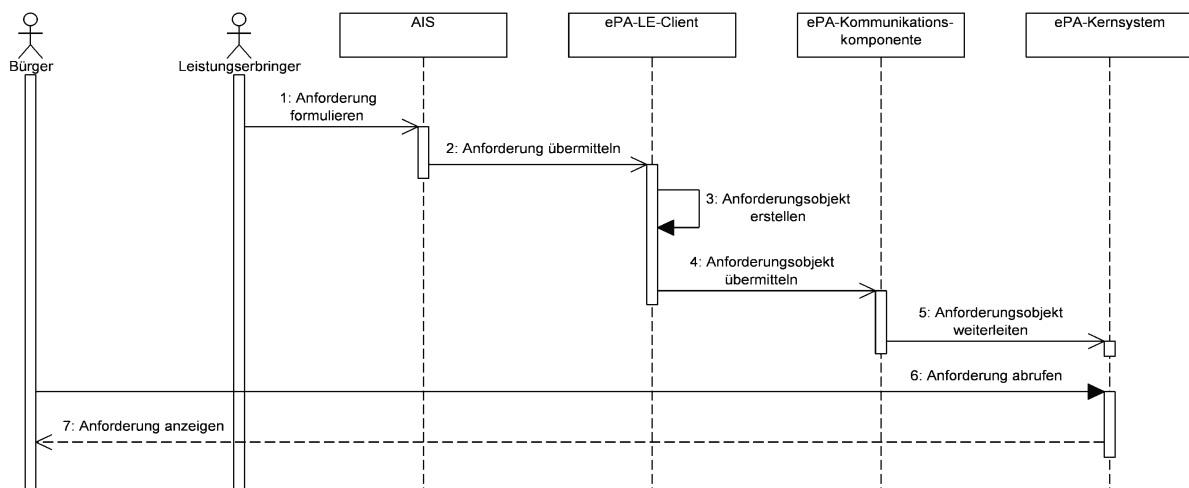 Bürger
Leistungserbringer
AIS
ePA-LE-Client
ePA-Kommunikations-
komponente
ePA-Kernsystem
1: Anforderung
formulieren
2: Anforderung übermitteln
3: Anforderungsobjekt
erstellen
4: Anforderungsobjekt
übermitteln
5: Anforderungsobjekt
weiterleiten
6: Anforderung abrufen
7: Anforderung anzeigen